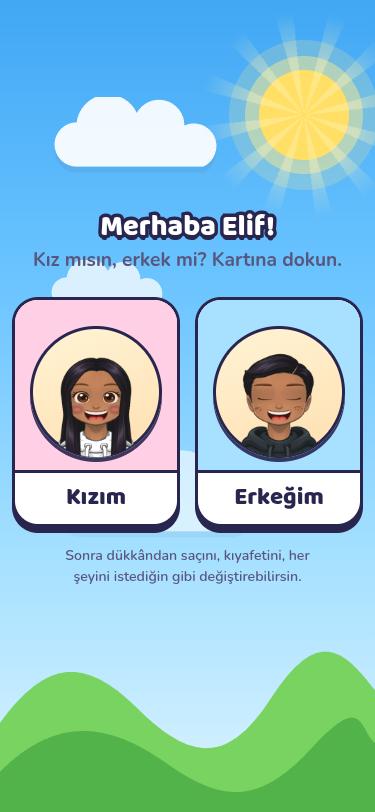 Merhaba Elif!
Kız mısın, erkek mi? Kartına dokun.
Kızım
Erkeğim
Sonra dükkândan saçını, kıyafetini, her
şeyini istediğin gibi değiştirebilirsin.